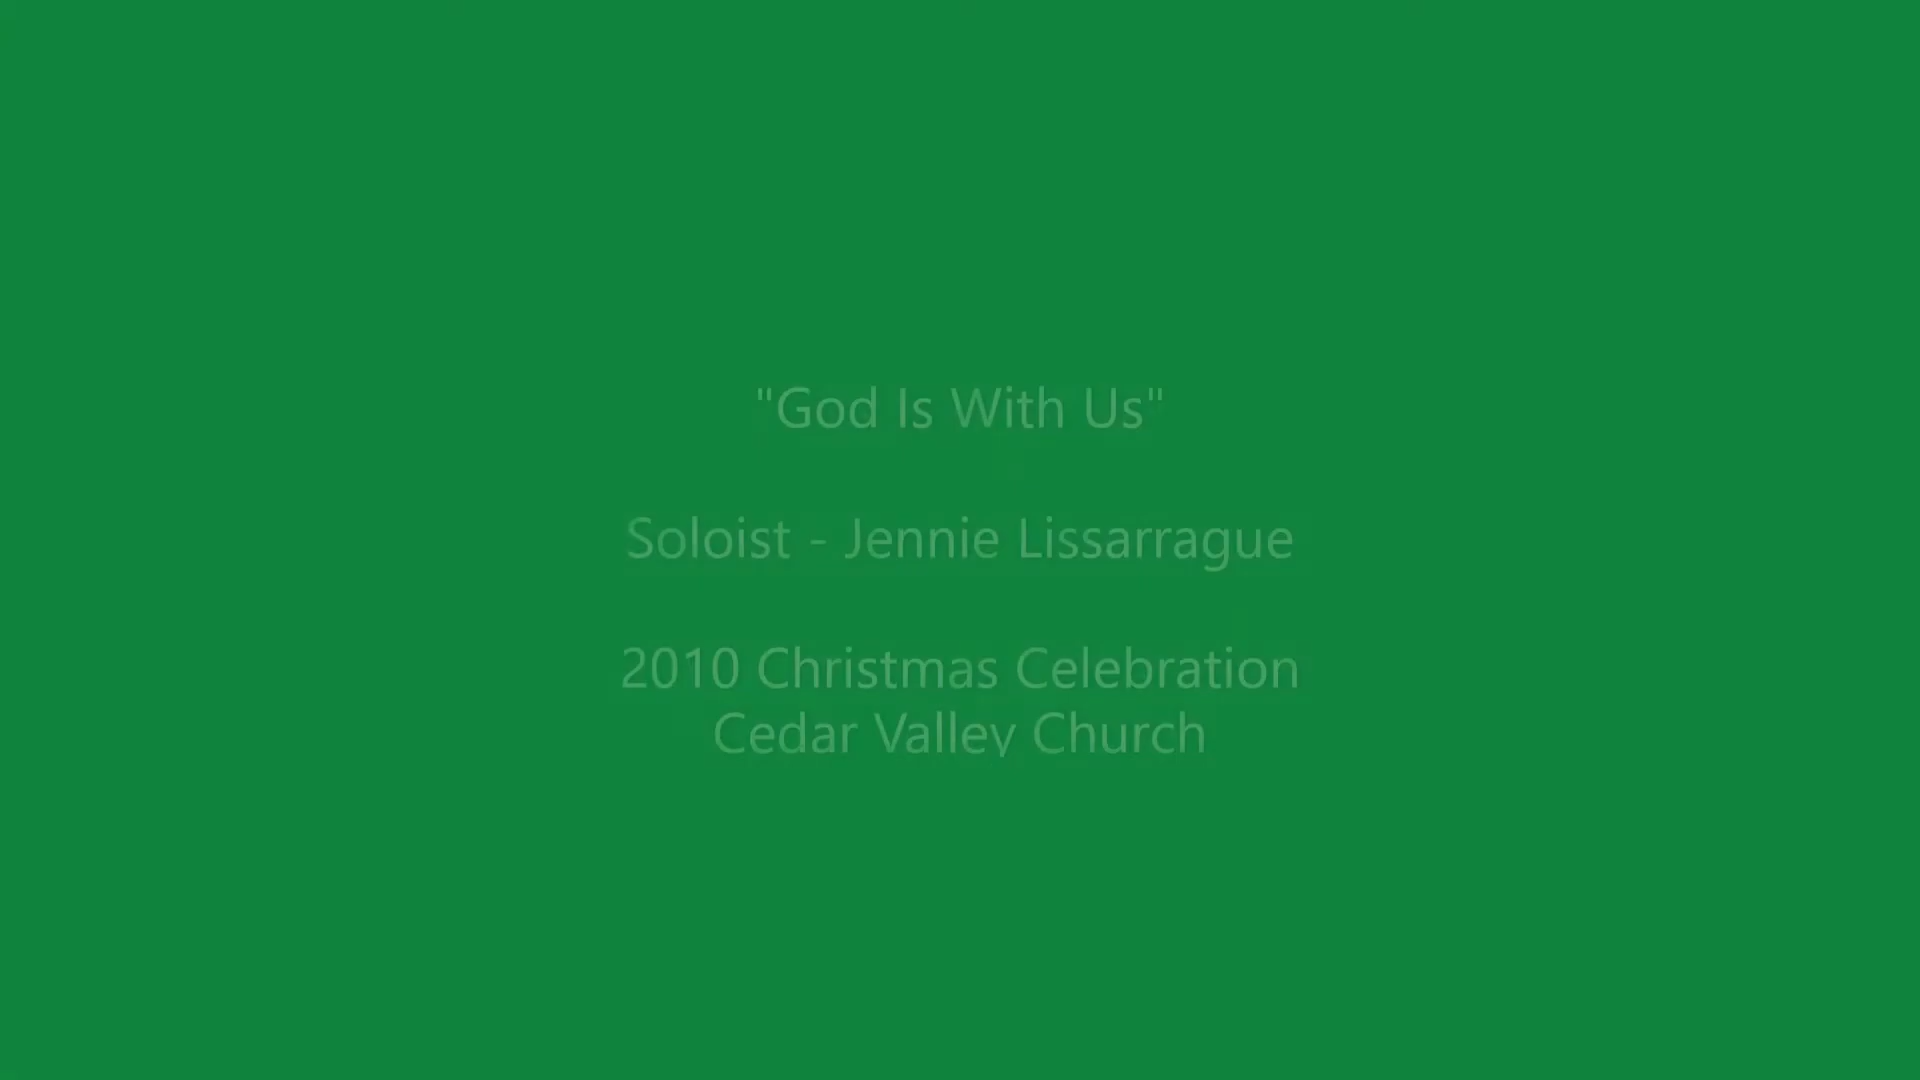 "God Is With Us"
Soloist - Jennie Lissarrague
2010 Christmas Celebration
Cedar Valley Church